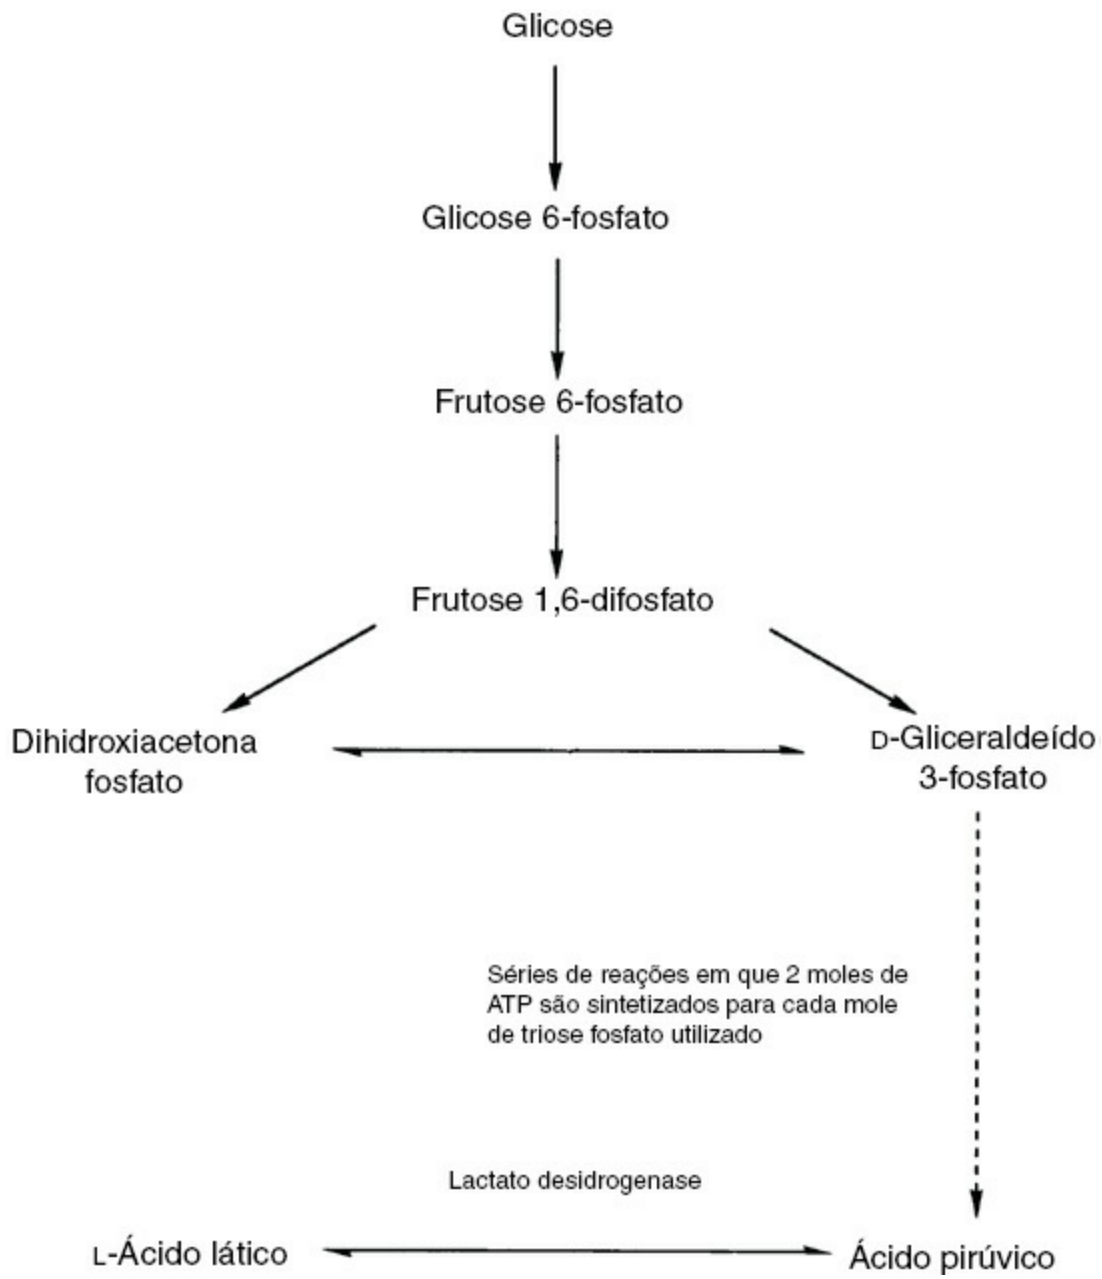 Glicose
Glicose 6-fosfato
Frutose 6-fosfato
Frutose 1,6-difosfato
Dihidroxiacetona
fosfato
D-Gliceraldeído
3-fosfato
Séries de reações em que 2 moles de
ATP são sintetizados para cada mole
de triose fosfato utilizado
Lactato desidrogenase
L-Ácido lático
Ácido pirúvico